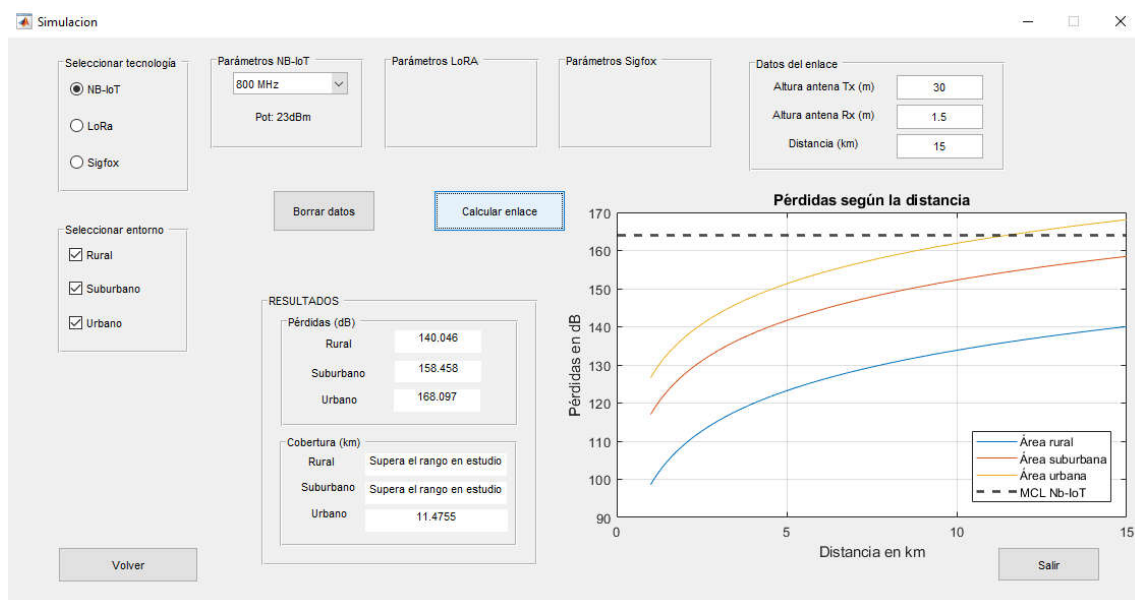 Simulacion
Seleccionar tecnología
NB-IoT
LoRa
Sigfox
Parámetros NB-IoT
800 MHz
Pot: 23dBm
Parámetros LoRA
Parámetros Sigfox
Datos del enlace
Altura antena Tx (m) 30
Altura antena Rx (m) 1.5
Distancia (km) 15
Borrar datos
Calcular enlace
Seleccionar entorno
Rural
Suburbano
Urbano
RESULTADOS
Pérdidas (dB)
Rural 140.046
Suburbano 158.458
Urbano 168.097
Cobertura (km)
Rural Supera el rango en estudio
Suburbano Supera el rango en estudio
Urbano 11.4755
Pérdidas según la distancia
Pérdidas en dB
170
160
150
140
130
120
110
100
90
0 5 10 15
Distancia en km
Área rural
Área suburbana
Área urbana
MCL Nb-IoT
Volver
Salir